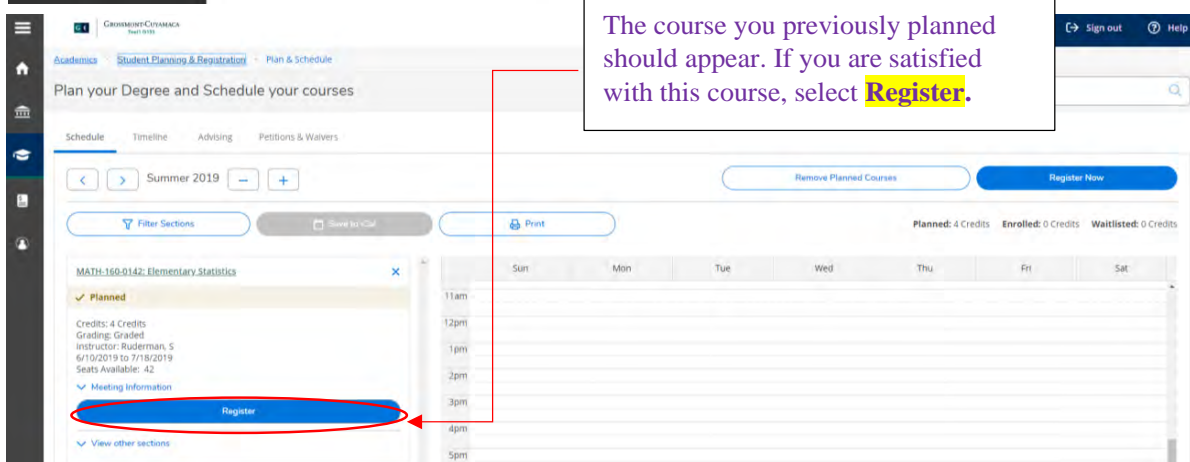 The course you previously planned
should appear. If you are satisfied
with this course, select Register.
GROSSMONT-CUYAMACA
Sign out Help
Academics Student Planning & Registration Plan & Schedule
Plan your Degree and Schedule your courses
Schedule Timeline Advising Petitions & Waivers
< > Summer 2019 − +
Remove Planned Courses Register Now
Filter Sections Save to iCal Print
Planned: 4 Credits Enrolled: 0 Credits Waitlisted: 0 Credits
MATH-160-0142: Elementary Statistics ×
Sun Mon Tue Wed Thu Fri Sat
✓ Planned
11am
Credits: 4 Credits
12pm
Grading: Graded
Instructor: Ruderman, S
1pm
6/10/2019 to 7/18/2019
Seats Available: 42
2pm
Meeting Information
3pm
Register
4pm
View other sections
5pm